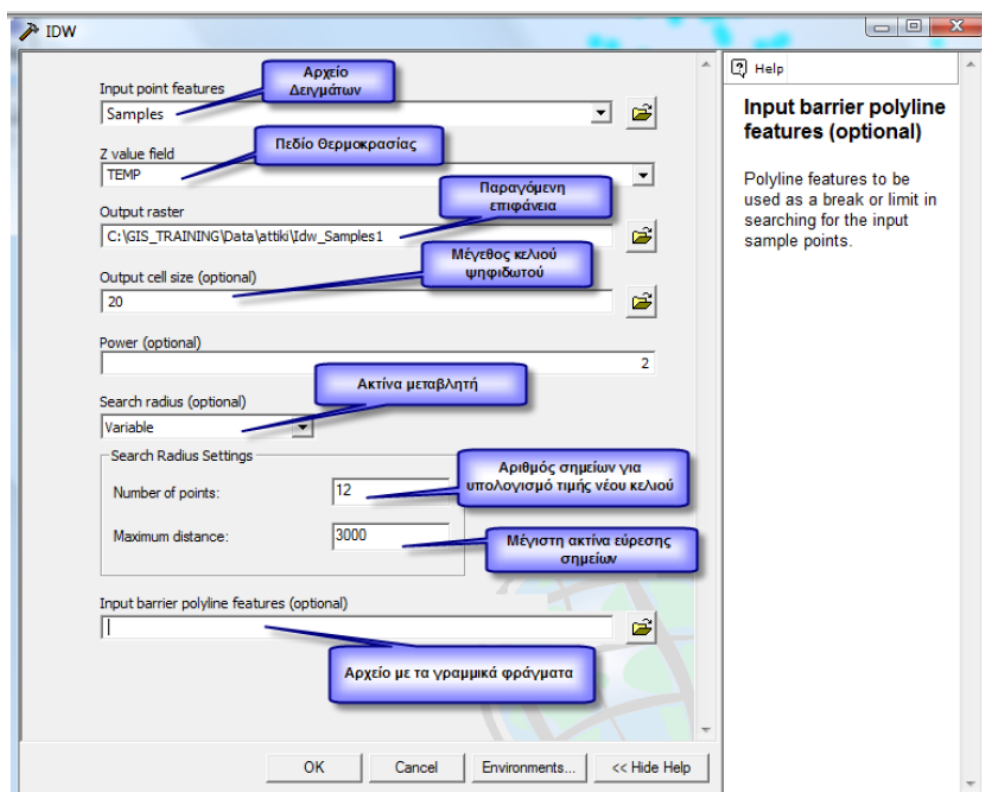 IDW
Help
Input point features
Αρχείο
Δειγμάτων
Samples
Z value field
Πεδίο Θερμοκρασίας
TEMP
Παραγόμενη
επιφάνεια
Output raster
C:\GIS_TRAINING\Data\attiki\Idw_Samples1
Μέγεθος κελιού
ψηφιδωτού
Output cell size (optional)
20
Power (optional)
2
Ακτίνα μεταβλητή
Search radius (optional)
Variable
Search Radius Settings
Αριθμός σημείων για
υπολογισμό τιμής νέου κελιού
Number of points:
12
Maximum distance:
3000
Μέγιστη ακτίνα εύρεσης
σημείων
Input barrier polyline features (optional)
Αρχείο με τα γραμμικά φράγματα
OK
Cancel
Environments...
<< Hide Help
Input barrier polyline
features (optional)
Polyline features to be
used as a break or limit in
searching for the input
sample points.